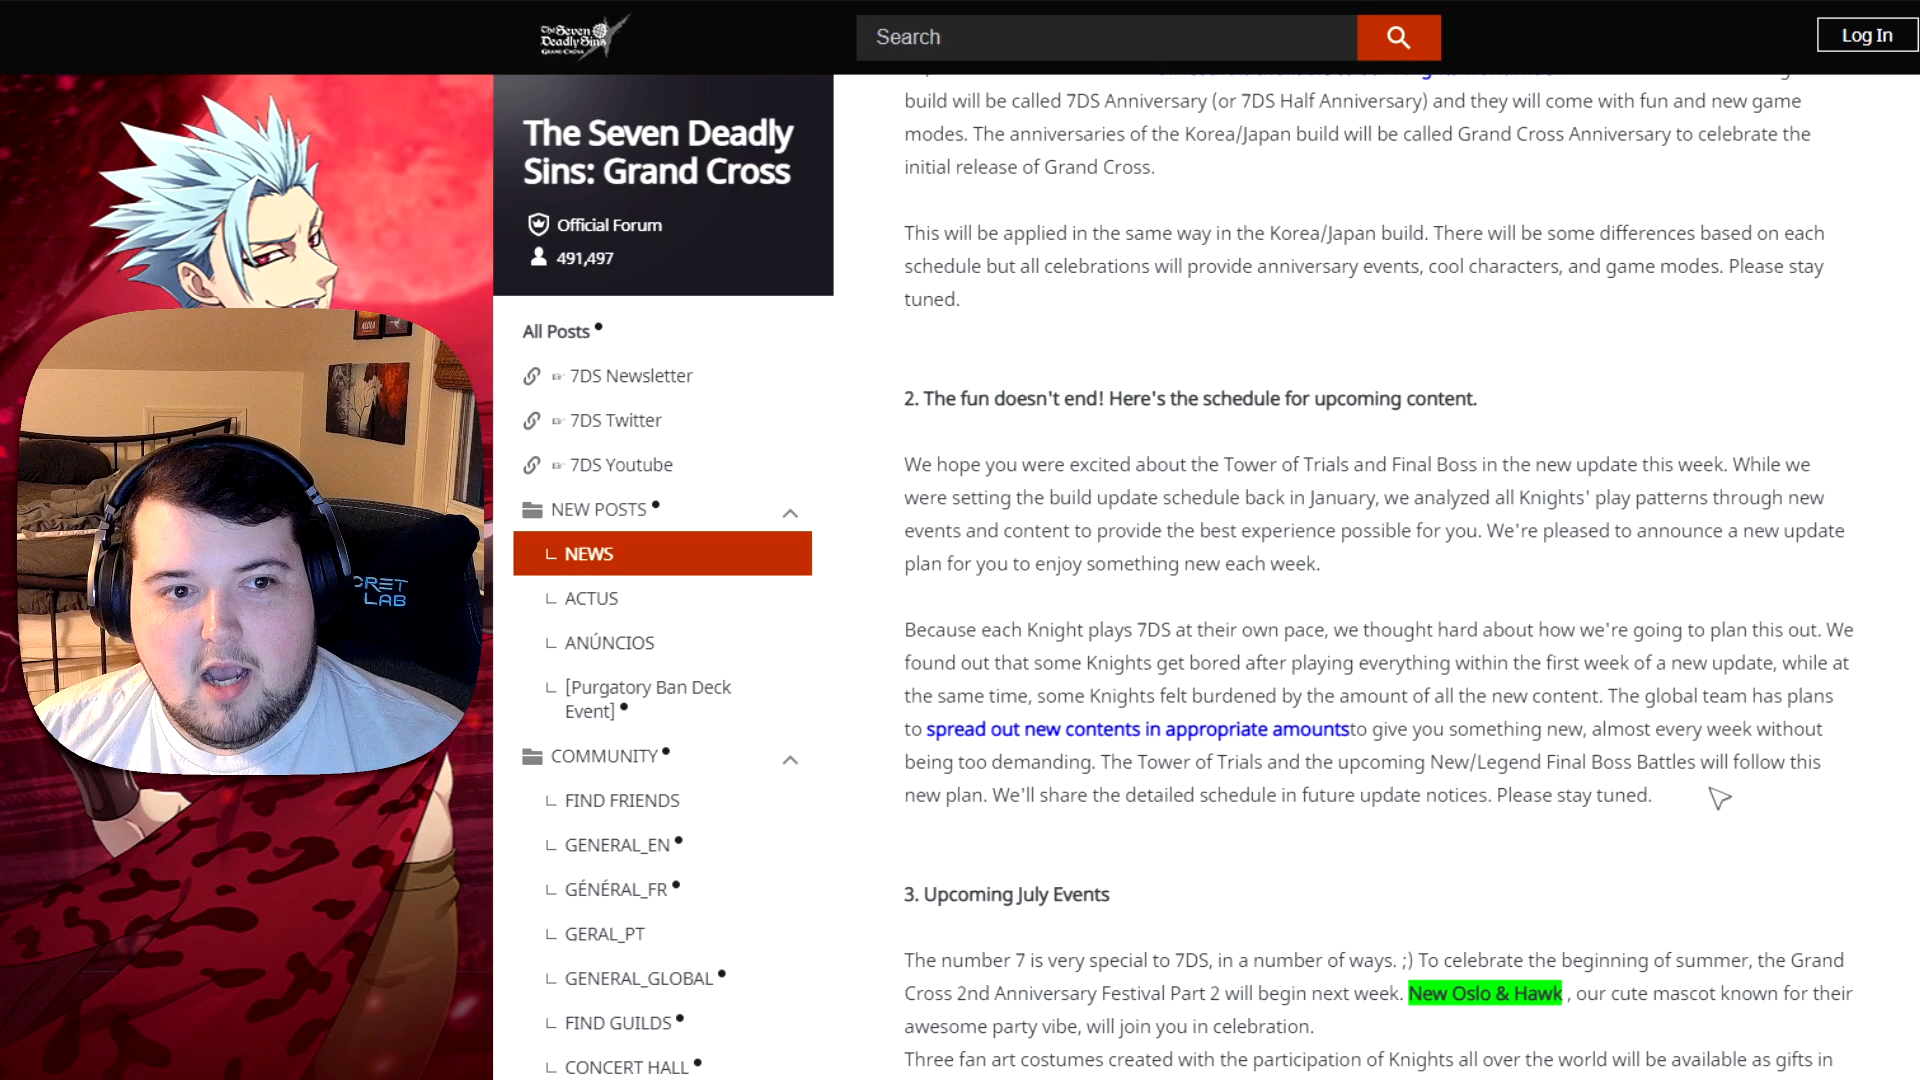 The Seven
Deadly Sins
GRAND CROSS
Search
Log In
The Seven Deadly
Sins: Grand Cross
Official Forum
491,497
All Posts
7DS Newsletter
7DS Twitter
7DS Youtube
NEW POSTS
NEWS
ACTUS
ANÚNCIOS
[Purgatory Ban Deck
Event]
COMMUNITY
FIND FRIENDS
GENERAL_EN
GÉNÉRAL_FR
GERAL_PT
GENERAL_GLOBAL
FIND GUILDS
CONCERT HALL
build will be called 7DS Anniversary (or 7DS Half Anniversary) and they will come with fun and new game
modes. The anniversaries of the Korea/Japan build will be called Grand Cross Anniversary to celebrate the
initial release of Grand Cross.
This will be applied in the same way in the Korea/Japan build. There will be some differences based on each
schedule but all celebrations will provide anniversary events, cool characters, and game modes. Please stay
tuned.
2. The fun doesn't end! Here's the schedule for upcoming content.
We hope you were excited about the Tower of Trials and Final Boss in the new update this week. While we
were setting the build update schedule back in January, we analyzed all Knights' play patterns through new
events and content to provide the best experience possible for you. We're pleased to announce a new update
plan for you to enjoy something new each week.
Because each Knight plays 7DS at their own pace, we thought hard about how we're going to plan this out. We
found out that some Knights get bored after playing everything within the first week of a new update, while at
the same time, some Knights felt burdened by the amount of all the new content. The global team has plans
to spread out new contents in appropriate amountsto give you something new, almost every week without
being too demanding. The Tower of Trials and the upcoming New/Legend Final Boss Battles will follow this
new plan. We'll share the detailed schedule in future update notices. Please stay tuned.
3. Upcoming July Events
The number 7 is very special to 7DS, in a number of ways. ;) To celebrate the beginning of summer, the Grand
Cross 2nd Anniversary Festival Part 2 will begin next week. New Oslo & Hawk , our cute mascot known for their
awesome party vibe, will join you in celebration.
Three fan art costumes created with the participation of Knights all over the world will be available as gifts in
CRET
LAB